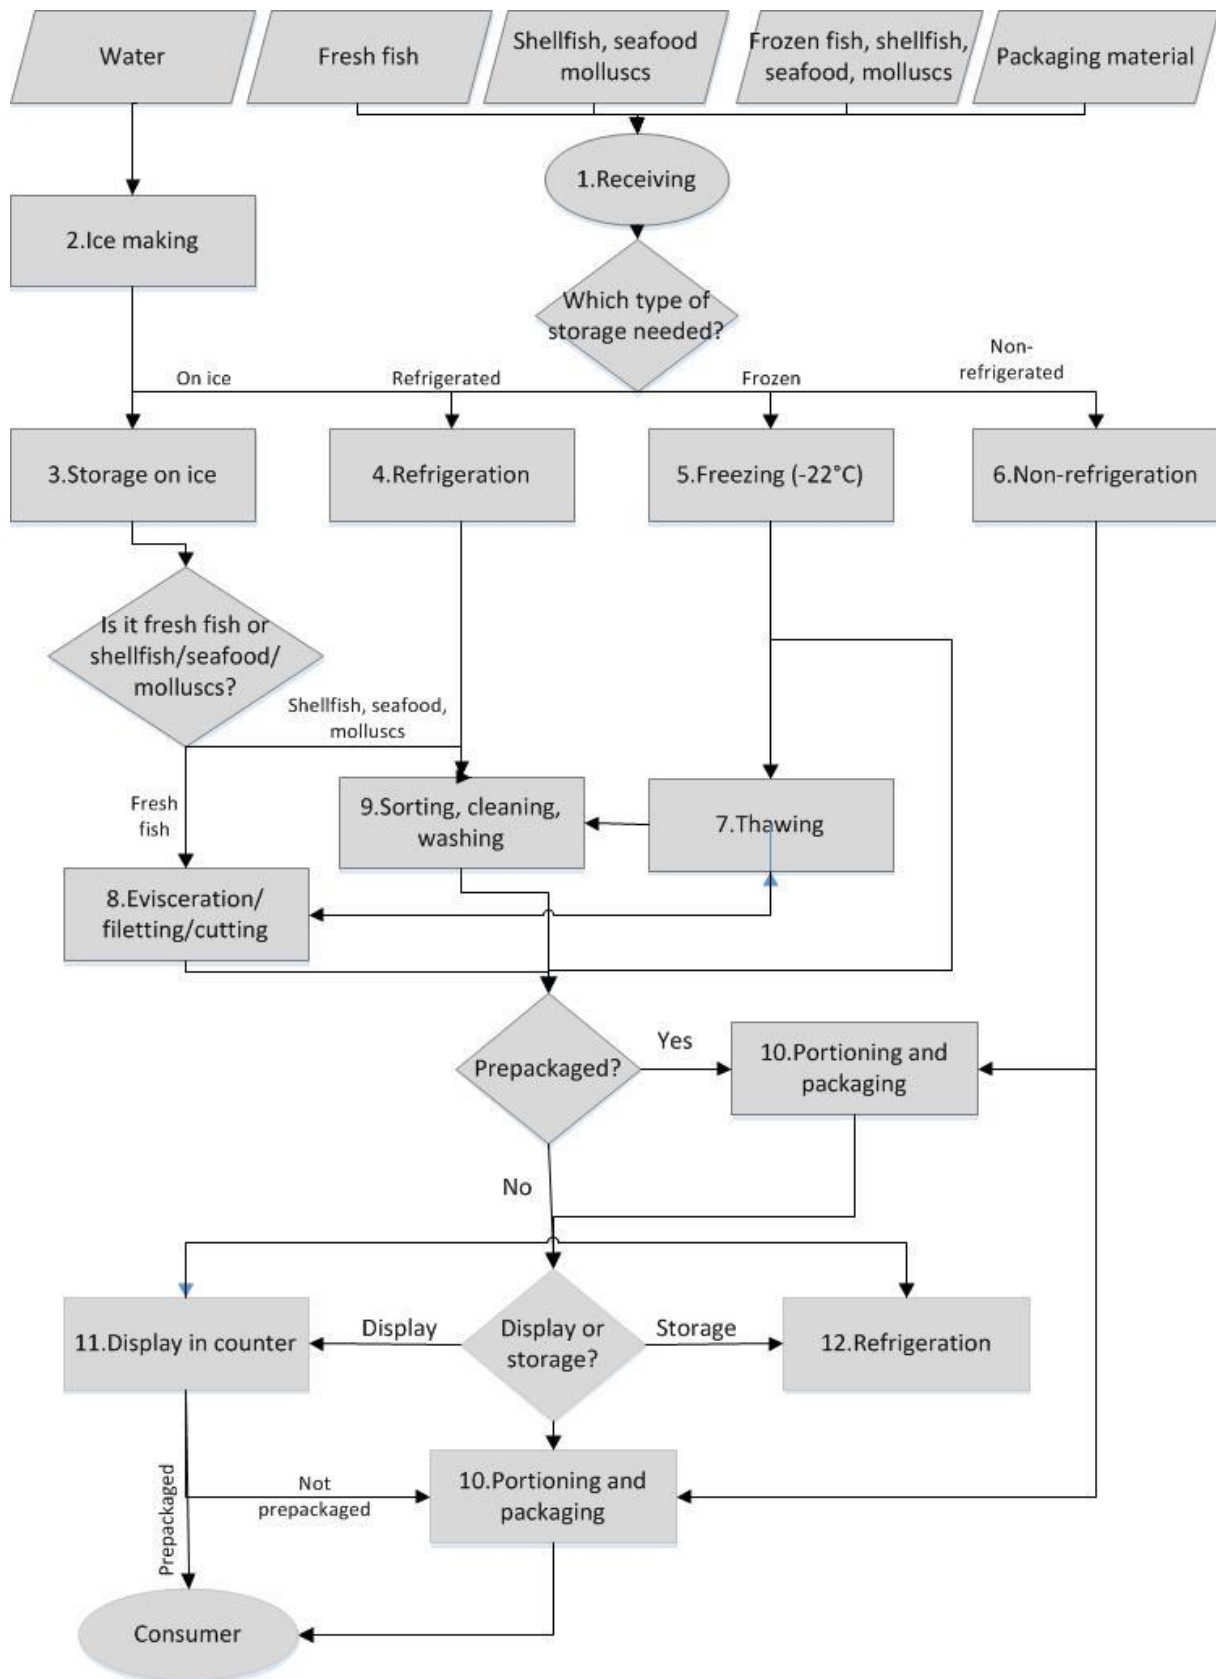 Water
Fresh fish
Shellfish, seafood
molluscs
Frozen fish, shellfish,
seafood, molluscs
Packaging material
1.Receiving
2.Ice making
Which type of
storage needed?
On ice
Refrigerated
Frozen
Non-
refrigerated
3.Storage on ice
4.Refrigeration
5.Freezing (-22°C)
6.Non-refrigeration
Is it fresh fish or
shellfish/seafood/
molluscs?
Shellfish, seafood,
molluscs
Fresh
fish
9.Sorting, cleaning,
washing
7.Thawing
8.Evisceration/
filetting/cutting
Prepackaged?
Yes
10.Portioning and
packaging
No
11.Display in counter
Display
Display or
storage?
Storage
12.Refrigeration
Prepackaged
Not
prepackaged
10.Portioning and
packaging
Consumer